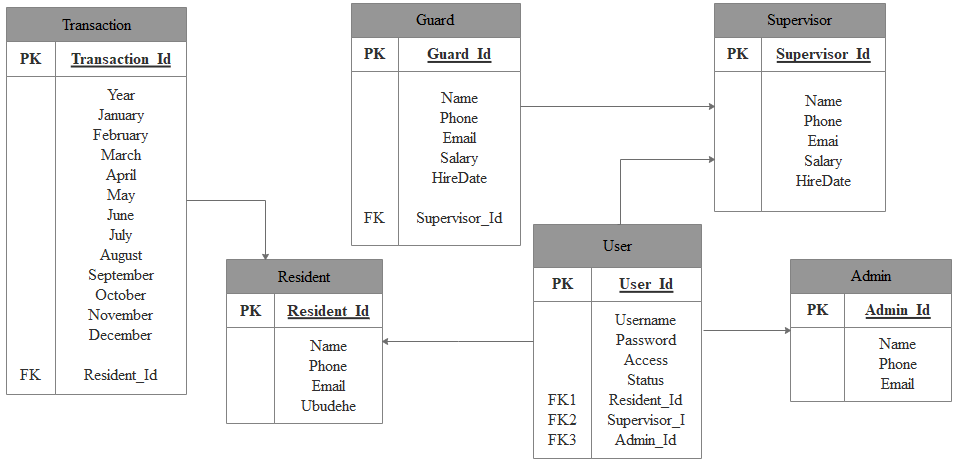 Transaction
PK Transaction_Id
Year
January
February
March
April
May
June
July
August
September
October
November
December
FK Resident_Id
Guard
PK Guard_Id
Name
Phone
Email
Salary
HireDate
FK Supervisor_Id
Supervisor
PK Supervisor_Id
Name
Phone
Emai
Salary
HireDate
Resident
PK Resident_Id
Name
Phone
Email
Ubudehe
User
PK User_Id
Username
Password
Access
Status
FK1 Resident_Id
FK2 Supervisor_I
FK3 Admin_Id
Admin
PK Admin_Id
Name
Phone
Email